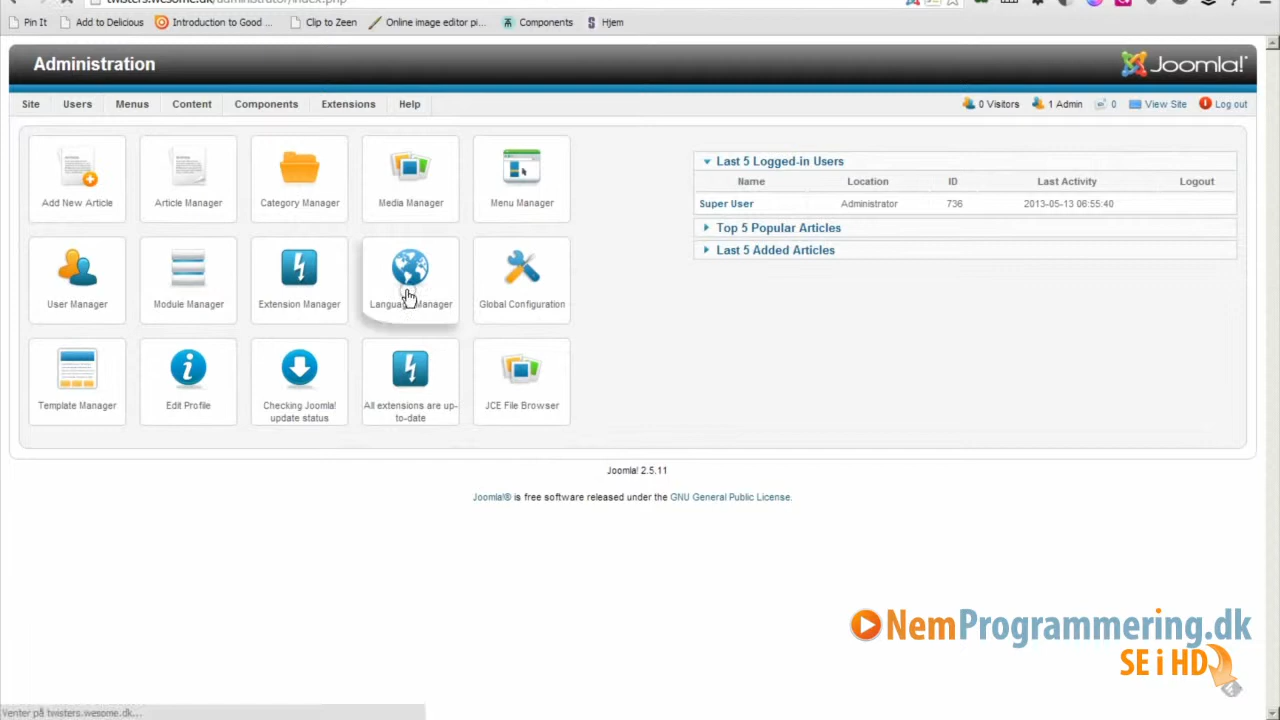 twisters.wesome.dk/administrator/index.php
Pin It Add to Delicious Introduction to Good ... Clip to Zeen Online image editor pi... Components Hjem
Administration
Joomla!
Site Users Menus Content Components Extensions Help
0 Visitors 1 Admin 0 View Site Log out
Add New Article Article Manager Category Manager Media Manager Menu Manager
Last 5 Logged-in Users
Name Location ID Last Activity Logout
Super User Administrator 736 2013-05-13 06:55:40
Top 5 Popular Articles
Last 5 Added Articles
User Manager Module Manager Extension Manager Language Manager Global Configuration
Template Manager Edit Profile Checking Joomla! All extensions are up- JCE File Browser
update status to-date
Joomla! 2.5.11
Joomla!® is free software released under the GNU General Public License.
NemProgrammering.dk
SE i HD
Venter på twisters.wesome.dk...